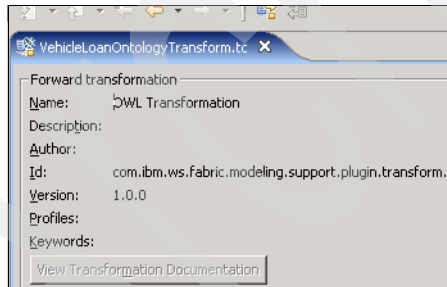 VehicleLoanOntologyTransform.tc
Forward transformation
Name: OWL Transformation
Description:
Author:
Id: com.ibm.ws.fabric.modeling.support.plugin.transform.
Version: 1.0.0
Profiles:
Keywords:
View Transformation Documentation